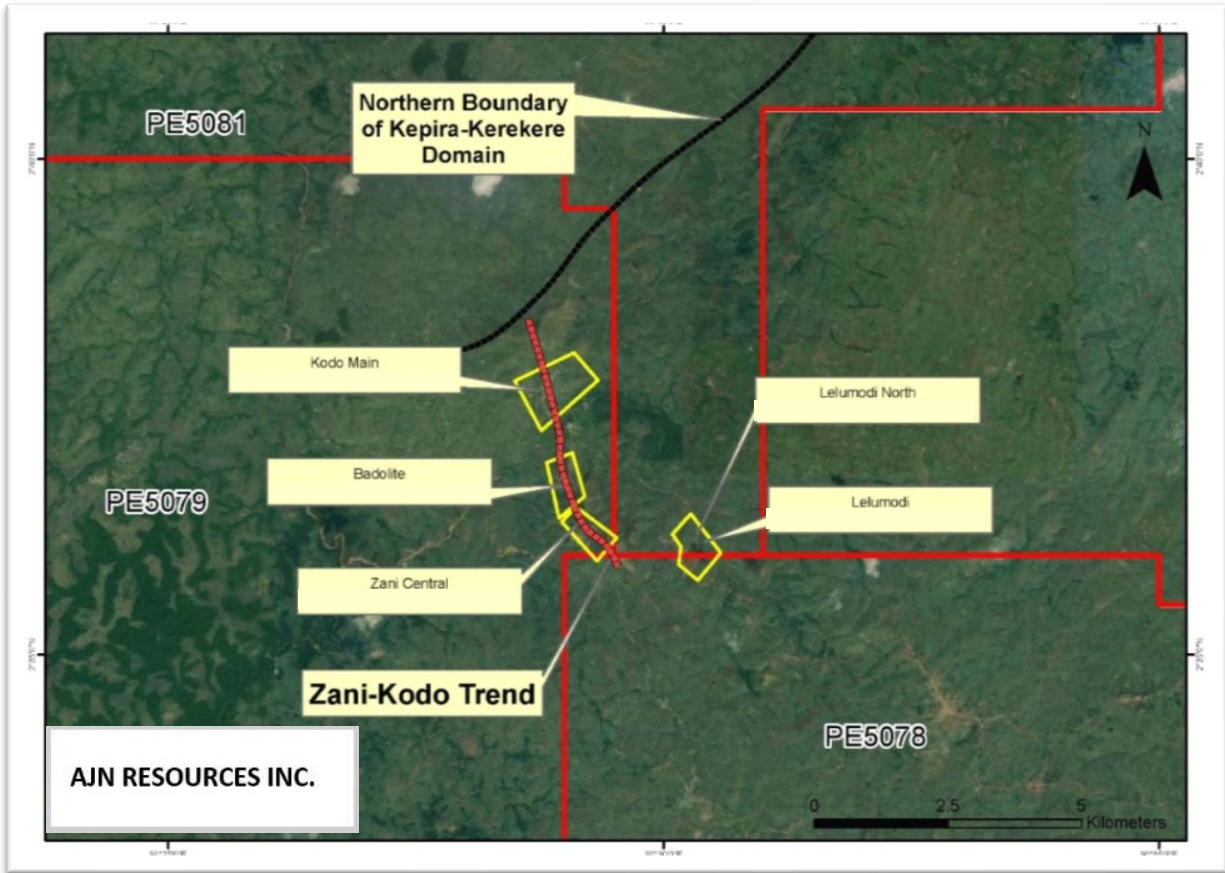 PE5081
Northern Boundary
of Kepira-Kerekere
Domain
N
Kodo Main
Lelumodi North
Badolite
Lelumodi
PE5079
Zani Central
Zani-Kodo Trend
PE5078
AJN RESOURCES INC.
0
2.5
5
Kilometers